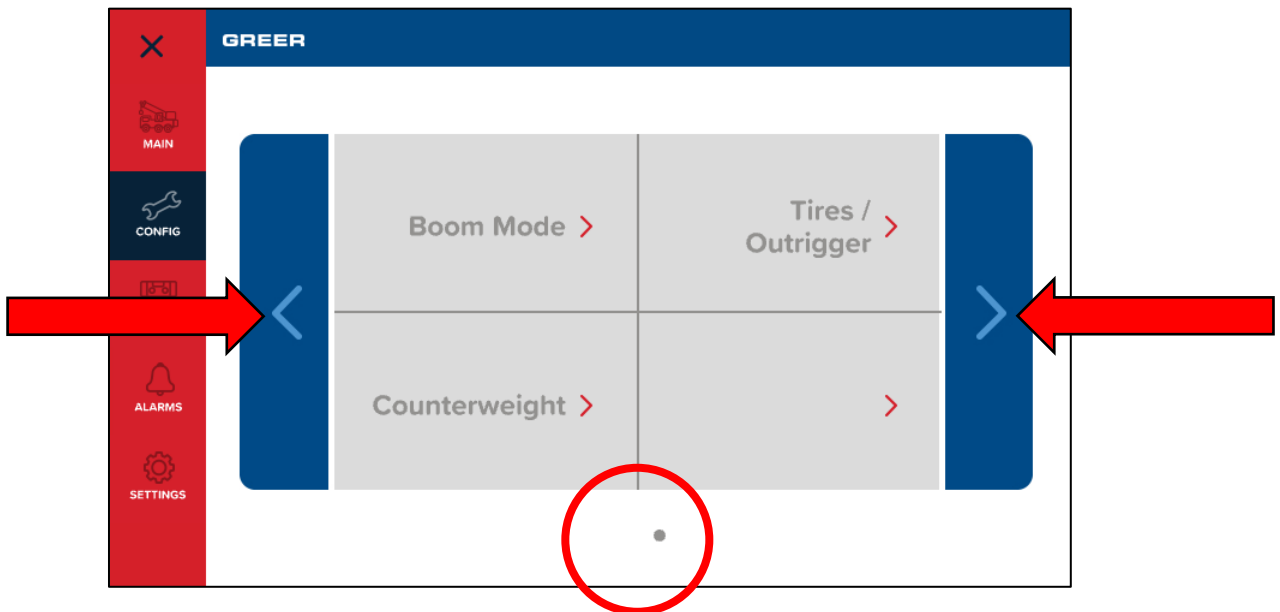 GREER
MAIN
CONFIG
ALARMS
SETTINGS
Boom Mode
Tires /
Outrigger
Counterweight